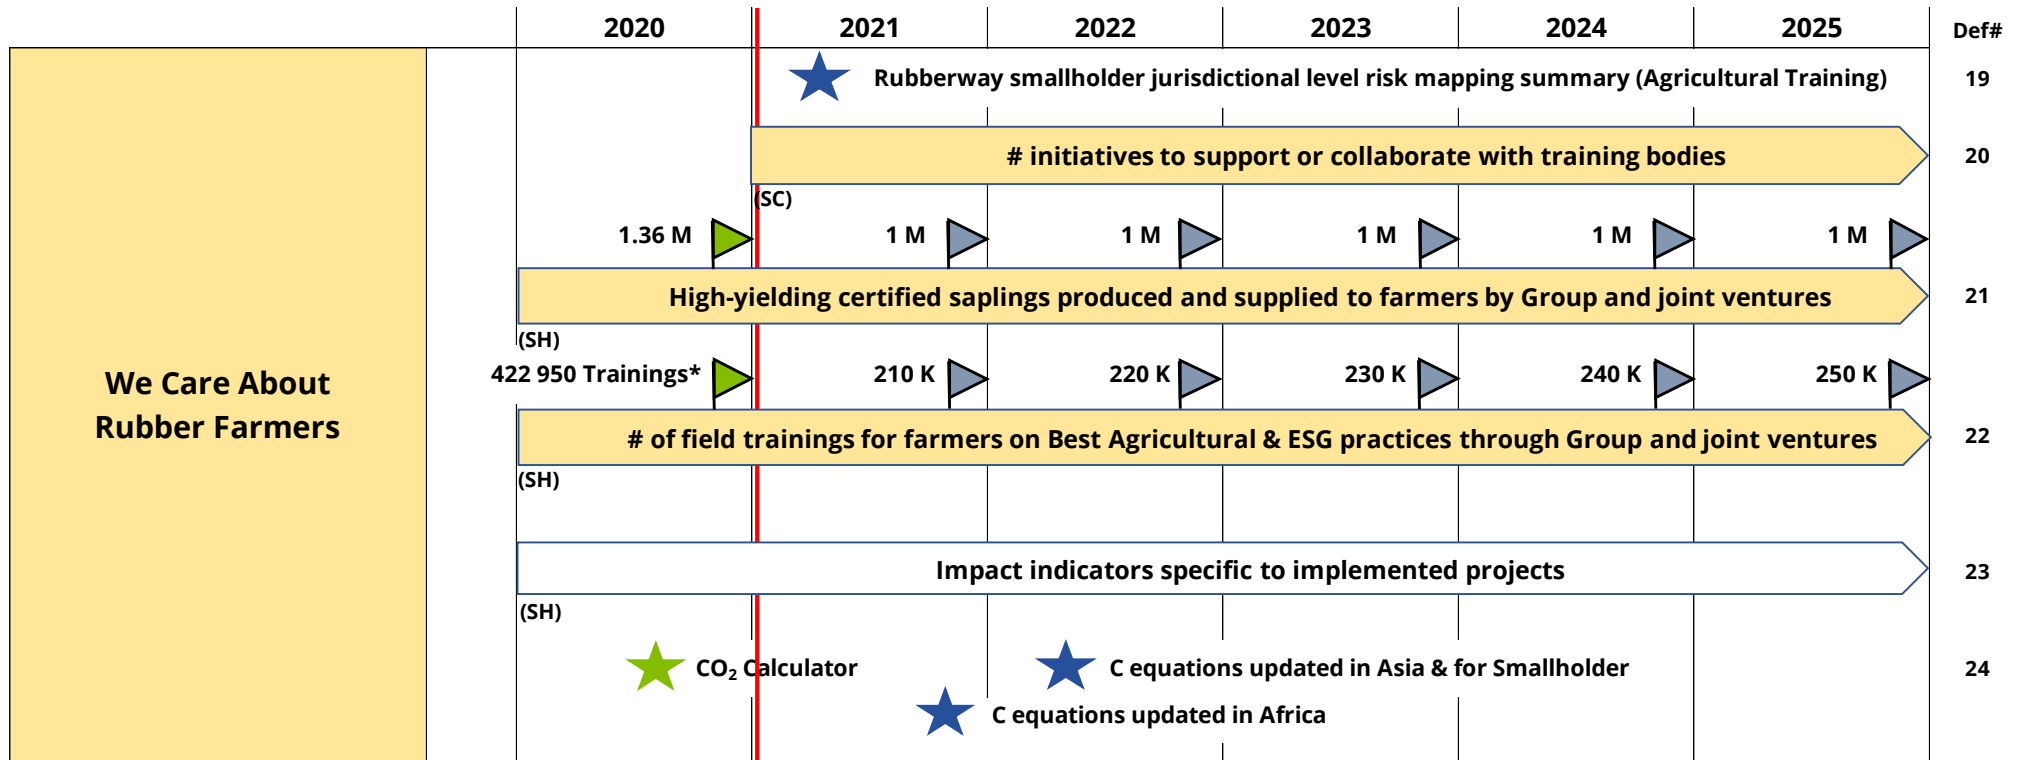 2020 2021 2022 2023 2024 2025 Def#
Rubberway smallholder jurisdictional level risk mapping summary (Agricultural Training) 19
# initiatives to support or collaborate with training bodies 20
(SC)
1.36 M 1 M 1 M 1 M 1 M 1 M
High-yielding certified saplings produced and supplied to farmers by Group and joint ventures 21
(SH)
422 950 Trainings* 210 K 220 K 230 K 240 K 250 K
We Care About
Rubber Farmers
# of field trainings for farmers on Best Agricultural & ESG practices through Group and joint ventures 22
(SH)
Impact indicators specific to implemented projects 23
(SH)
CO₂ Calculator C equations updated in Asia & for Smallholder 24
C equations updated in Africa